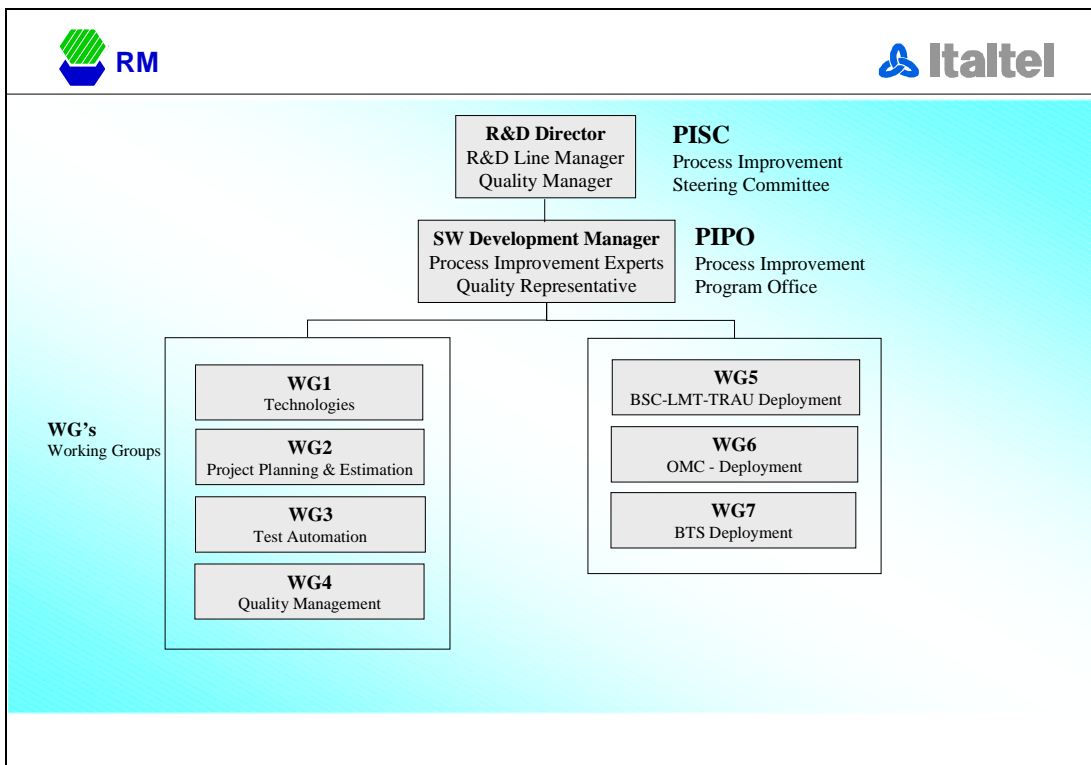 RM
Italtel
R&D Director
R&D Line Manager
Quality Manager
PISC
Process Improvement
Steering Committee
SW Development Manager
Process Improvement Experts
Quality Representative
PIPO
Process Improvement
Program Office
WG's
Working Groups
WG1
Technologies
WG2
Project Planning & Estimation
WG3
Test Automation
WG4
Quality Management
WG5
BSC-LMT-TRAU Deployment
WG6
OMC - Deployment
WG7
BTS Deployment